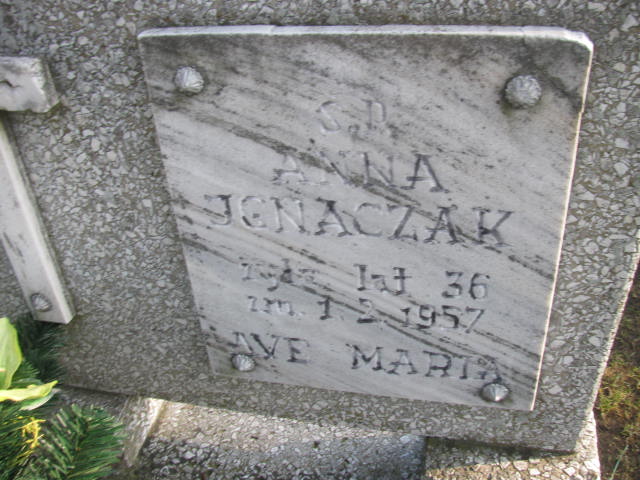 Ś.P.
ANNA
JGNACZAK
żyła lat 36
zm. 1.2.1957
AVE MARIA